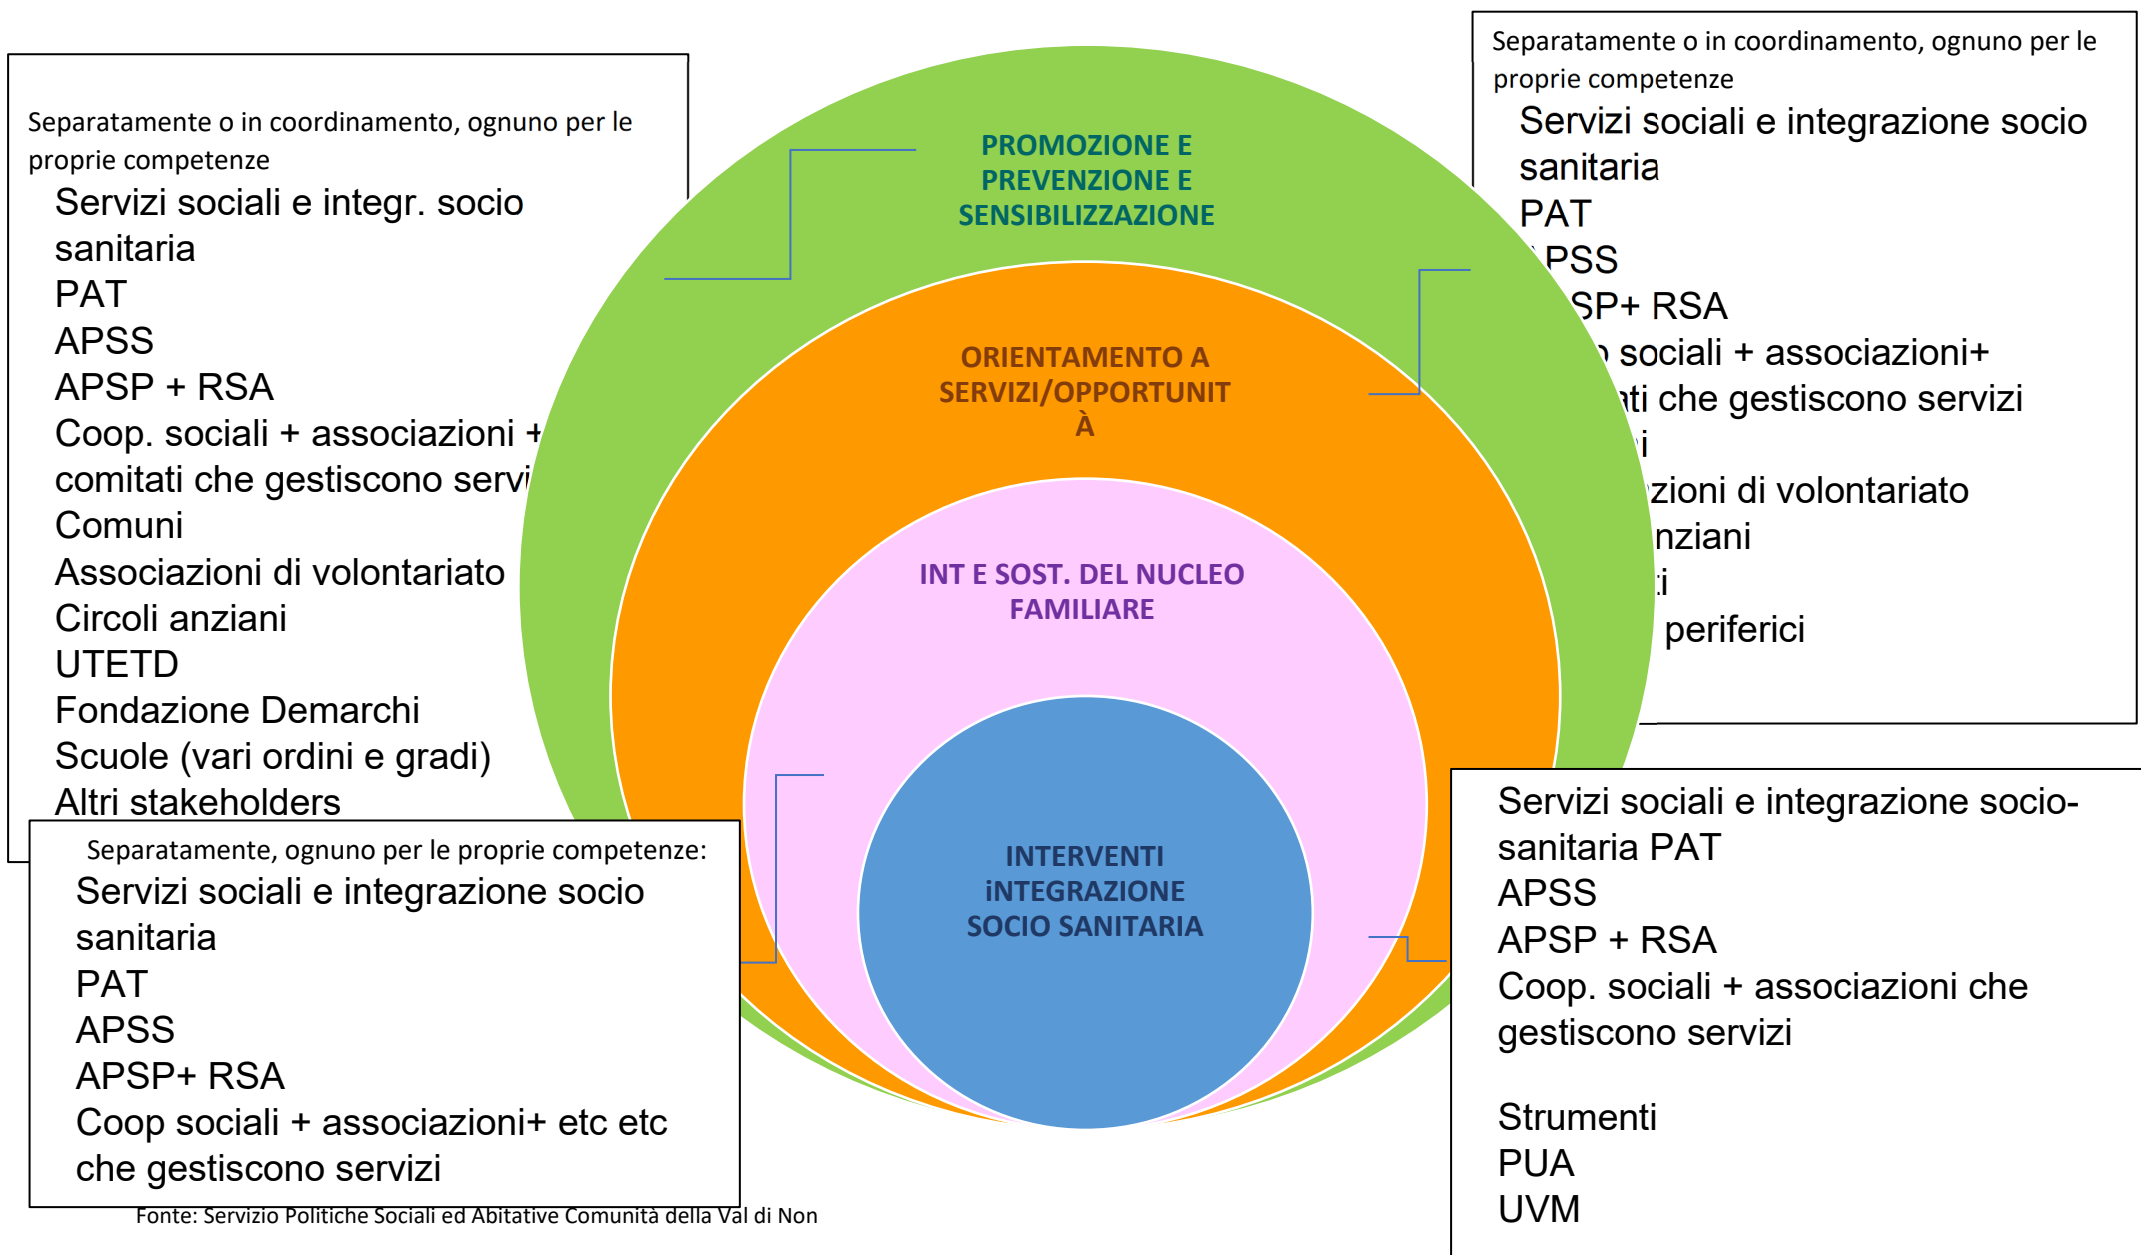 Separatamente o in coordinamento, ognuno per le
proprie competenze
Servizi sociali e integr. socio
sanitaria
PAT
APSS
APSP + RSA
Coop. sociali + associazioni +
comitati che gestiscono servi
Comuni
Associazioni di volontariato
Circoli anziani
UTETD
Fondazione Demarchi
Scuole (vari ordini e gradi)
Altri stakeholders
PROMOZIONE E
PREVENZIONE E
SENSIBILIZZAZIONE
ORIENTAMENTO A
SERVIZI/OPPORTUNIT
À
INT E SOST. DEL NUCLEO
FAMILIARE
INTERVENTI
iNTEGRAZIONE
SOCIO SANITARIA
Separatamente o in coordinamento, ognuno per le
proprie competenze
Servizi sociali e integrazione socio
sanitaria
PAT
PSS
SP+ RSA
sociali + associazioni+
ti che gestiscono servizi
i
zioni di volontariato
nziani
ti
periferici
Separatamente, ognuno per le proprie competenze:
Servizi sociali e integrazione socio
sanitaria
PAT
APSS
APSP+ RSA
Coop sociali + associazioni+ etc etc
che gestiscono servizi
Servizi sociali e integrazione socio-
sanitaria PAT
APSS
APSP + RSA
Coop. sociali + associazioni che
gestiscono servizi
Strumenti
PUA
UVM
Fonte: Servizio Politiche Sociali ed Abitative Comunità della Val di Non